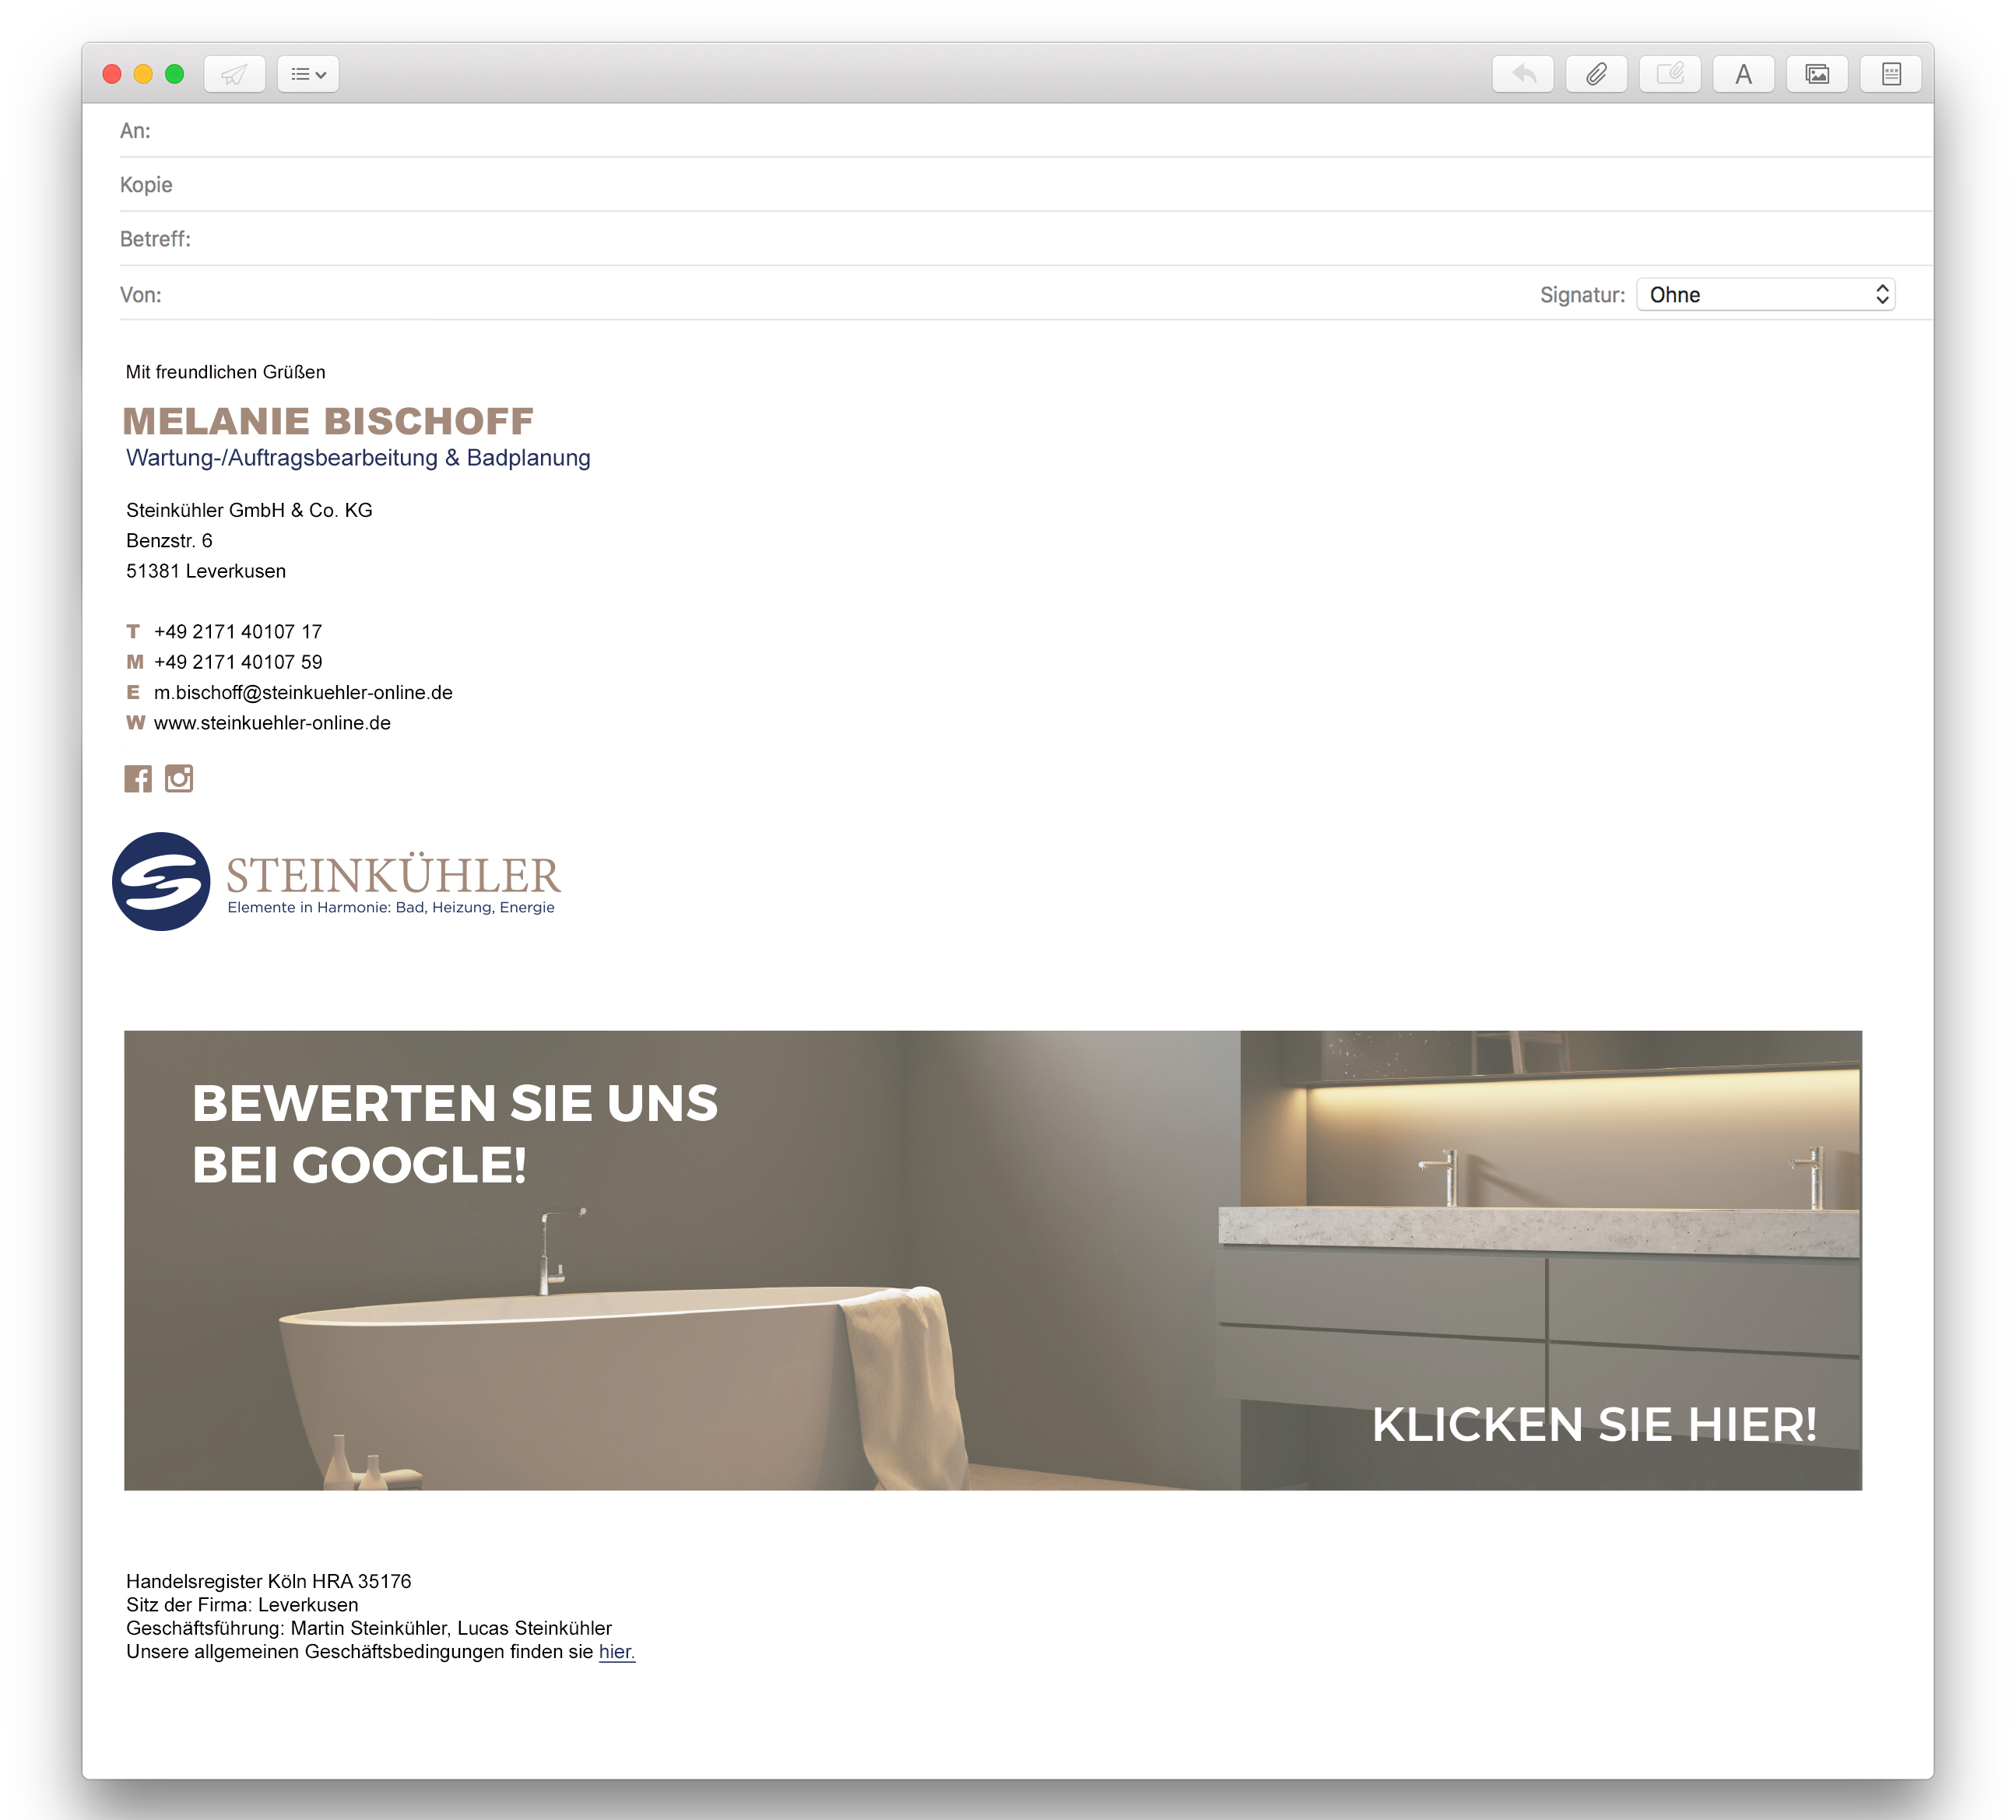 An:
Kopie
Betreff:
Von:
Signatur: Ohne
Mit freundlichen Grüßen
MELANIE BISCHOFF
Wartung-/Auftragsbearbeitung & Badplanung
Steinkühler GmbH & Co. KG
Benzstr. 6
51381 Leverkusen
T +49 2171 40107 17
M +49 2171 40107 59
E m.bischoff@steinkuehler-online.de
W www.steinkuehler-online.de
STEINKÜHLER
Elemente in Harmonie: Bad, Heizung, Energie
BEWERTEN SIE UNS
BEI GOOGLE!
KLICKEN SIE HIER!
Handelsregister Köln HRA 35176
Sitz der Firma: Leverkusen
Geschäftsführung: Martin Steinkühler, Lucas Steinkühler
Unsere allgemeinen Geschäftsbedingungen finden sie hier.